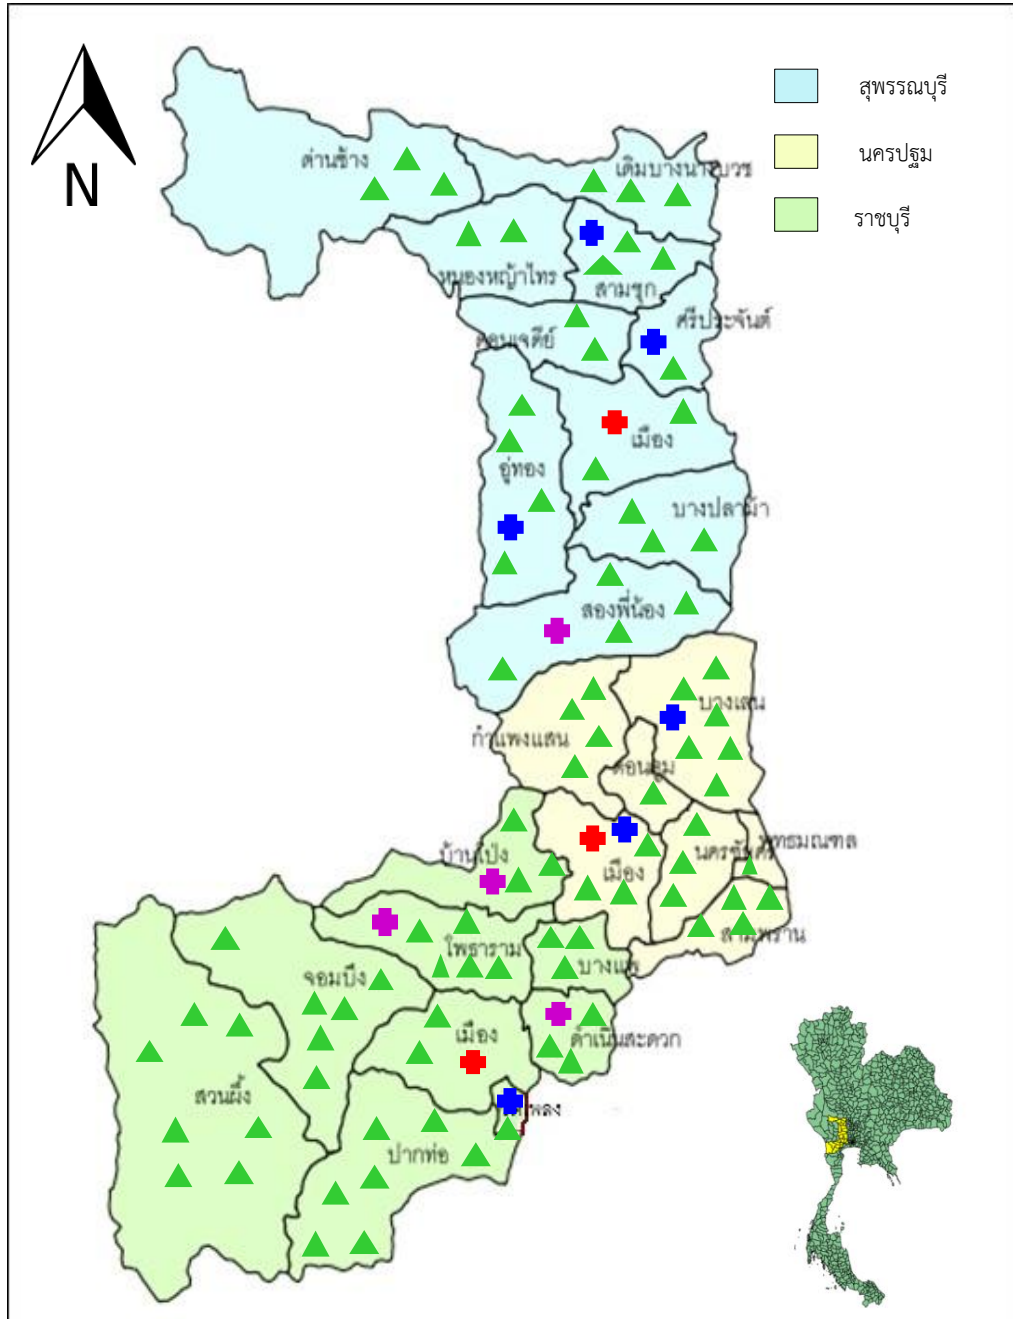 สุพรรณบุรี
นครปฐม
ราชบุรี
N
ด่านช้าง
เดิมบางนางบวช
หนองหญ้าไทร
สามชุก
ศรีประจันต์
ดอนเจดีย์
เมือง
อู่ทอง
บางปลาม้า
สองพี่น้อง
บางเลน
กำแพงแสน
ดอนตูม
พุทธมณฑล
นครชัยศรี
บ้านโป่ง
เมือง
สามพราน
โพธาราม
บางแพ
จอมบึง
เมือง
ดำเนินสะดวก
สวนผึ้ง
ปากท่อ